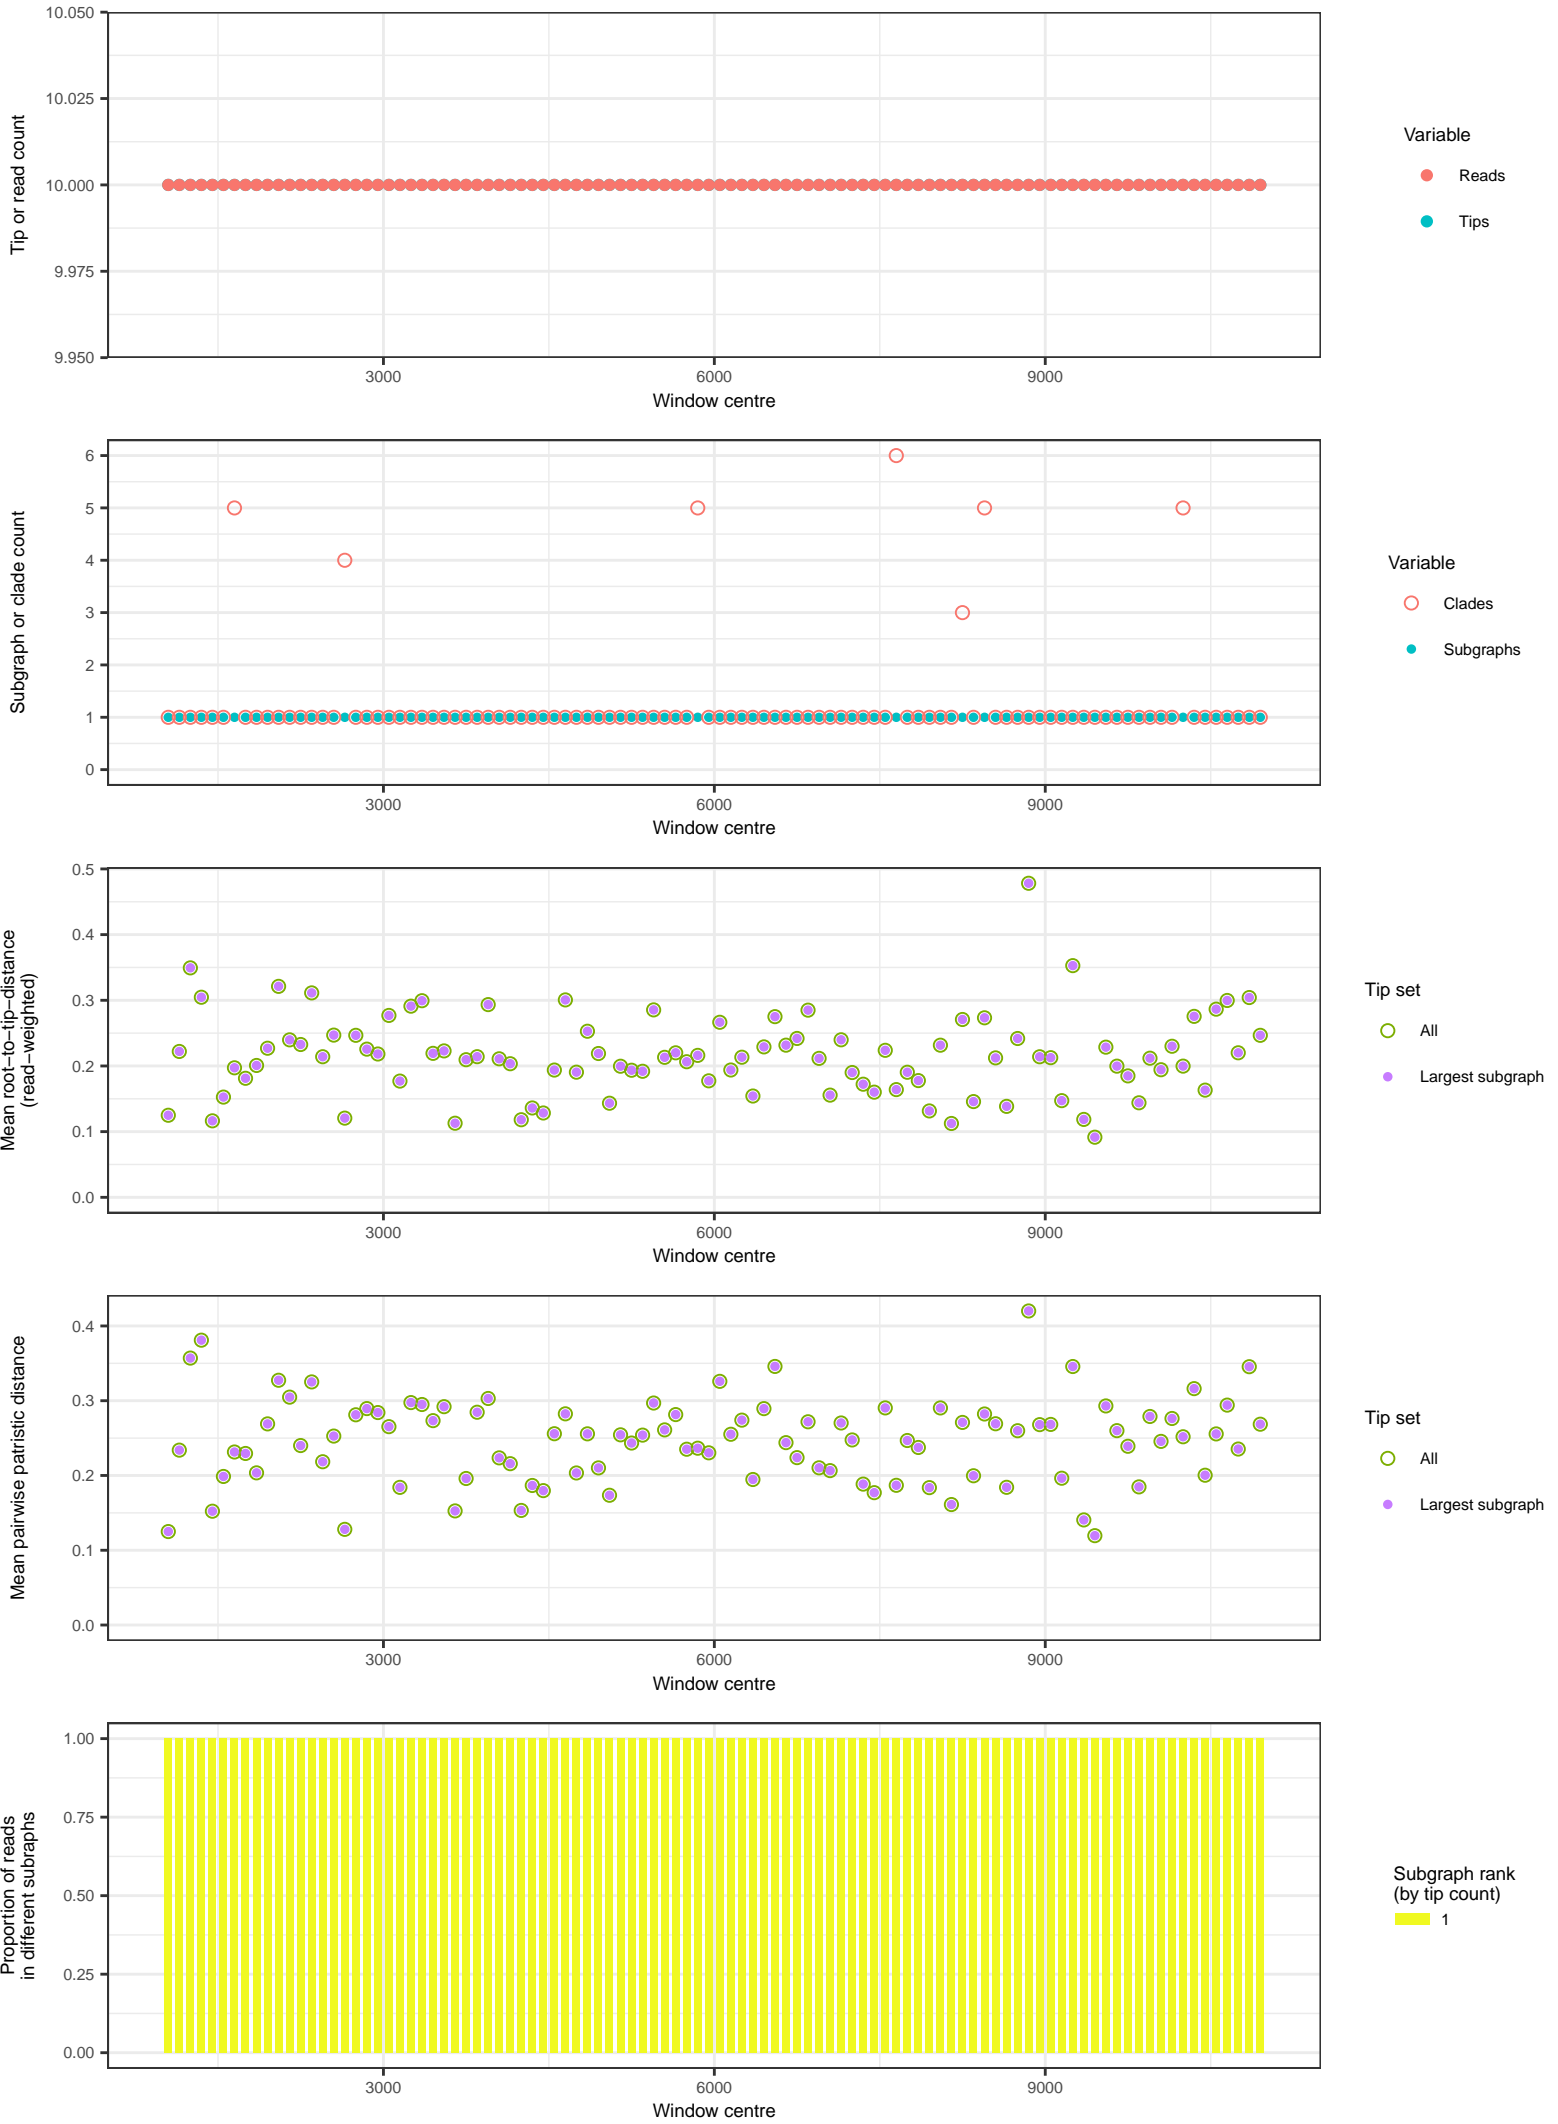 10.050
10.025
10.000
9.975
9.950
Tip or read count
3000 6000 9000
Window centre
Variable
Reads
Tips
6
5
4
3
2
1
0
Subgraph or clade count
3000 6000 9000
Window centre
Variable
Clades
Subgraphs
0.5
0.4
0.3
0.2
0.1
0.0
Mean root−to−tip−distance
(read−weighted)
3000 6000 9000
Window centre
Tip set
All
Largest subgraph
0.4
0.3
0.2
0.1
0.0
Mean pairwise patristic distance
3000 6000 9000
Window centre
Tip set
All
Largest subgraph
1.00
0.75
0.50
0.25
0.00
Proportion of reads
in different subraphs
3000 6000 9000
Window centre
Subgraph rank
(by tip count)
1